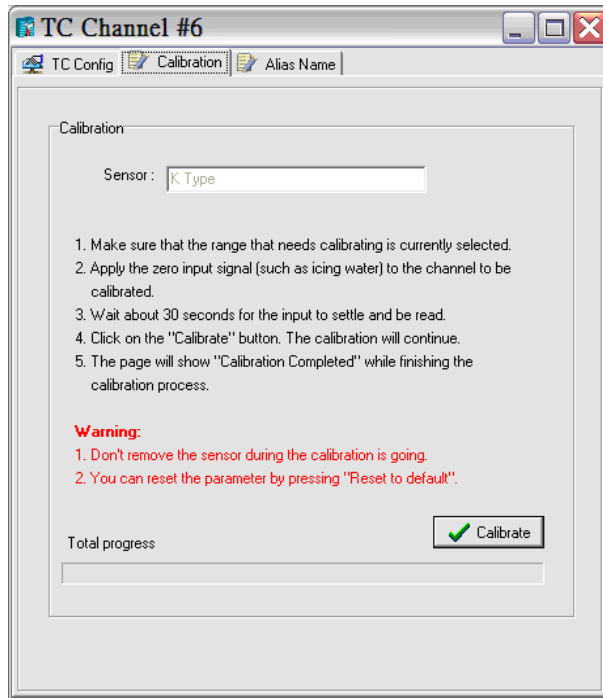 TC Channel #6
TC Config Calibration Alias Name
Calibration
Sensor : K Type
1. Make sure that the range that needs calibrating is currently selected.
2. Apply the zero input signal (such as icing water) to the channel to be
calibrated.
3. Wait about 30 seconds for the input to settle and be read.
4. Click on the "Calibrate" button. The calibration will continue.
5. The page will show "Calibration Completed" while finishing the
calibration process.
Warning:
1. Don't remove the sensor during the calibration is going.
2. You can reset the parameter by pressing "Reset to default".
Calibrate
Total progress